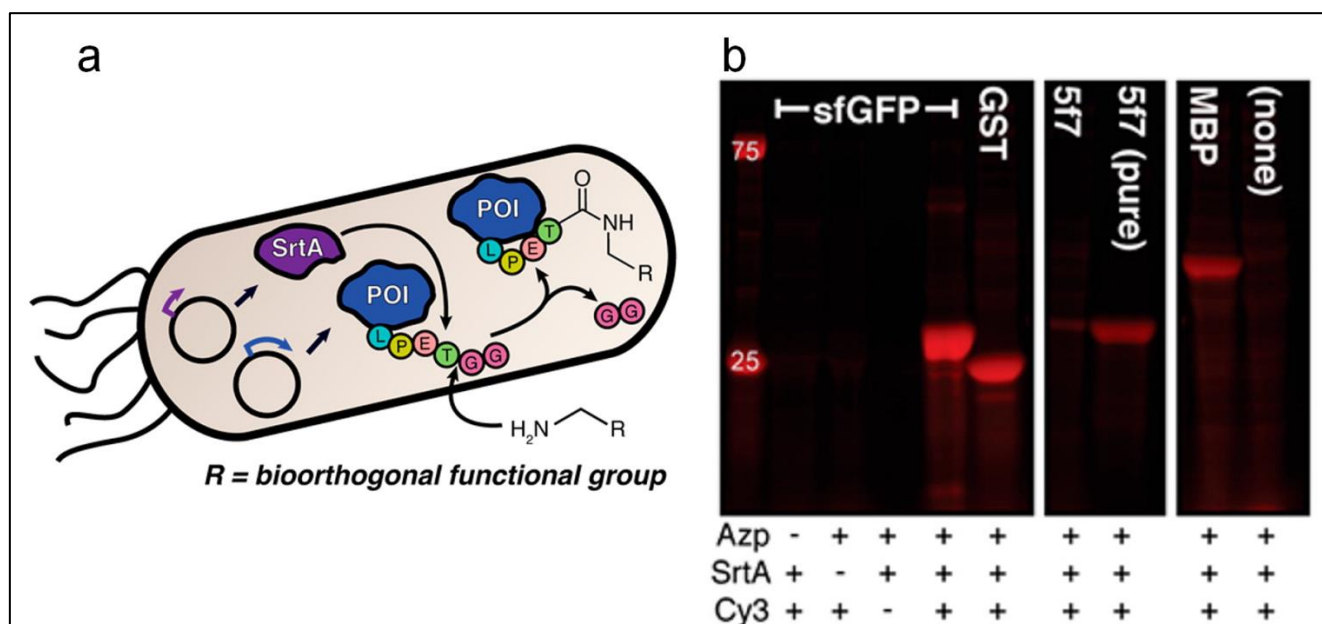 a
SrtA
POI
L P E T G G
POI
L P E T
O
NH
R
G G
H₂N
R
R = bioorthogonal functional group
b
sfGFP
GST
5f7
5f7 (pure)
MBP
(none)
75
25
Azp - + + + + + + + +
SrtA + - + + + + + + +
Cy3 + + - + + + + + +